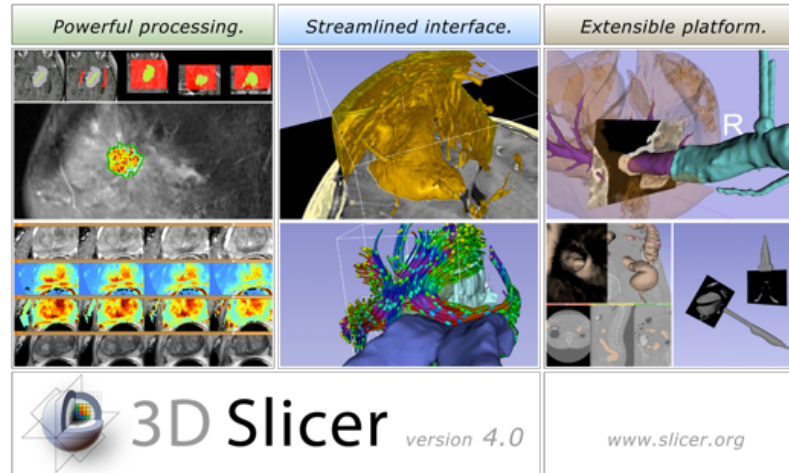 Powerful processing.
Streamlined interface.
Extensible platform.
R
3D Slicer version 4.0
www.slicer.org